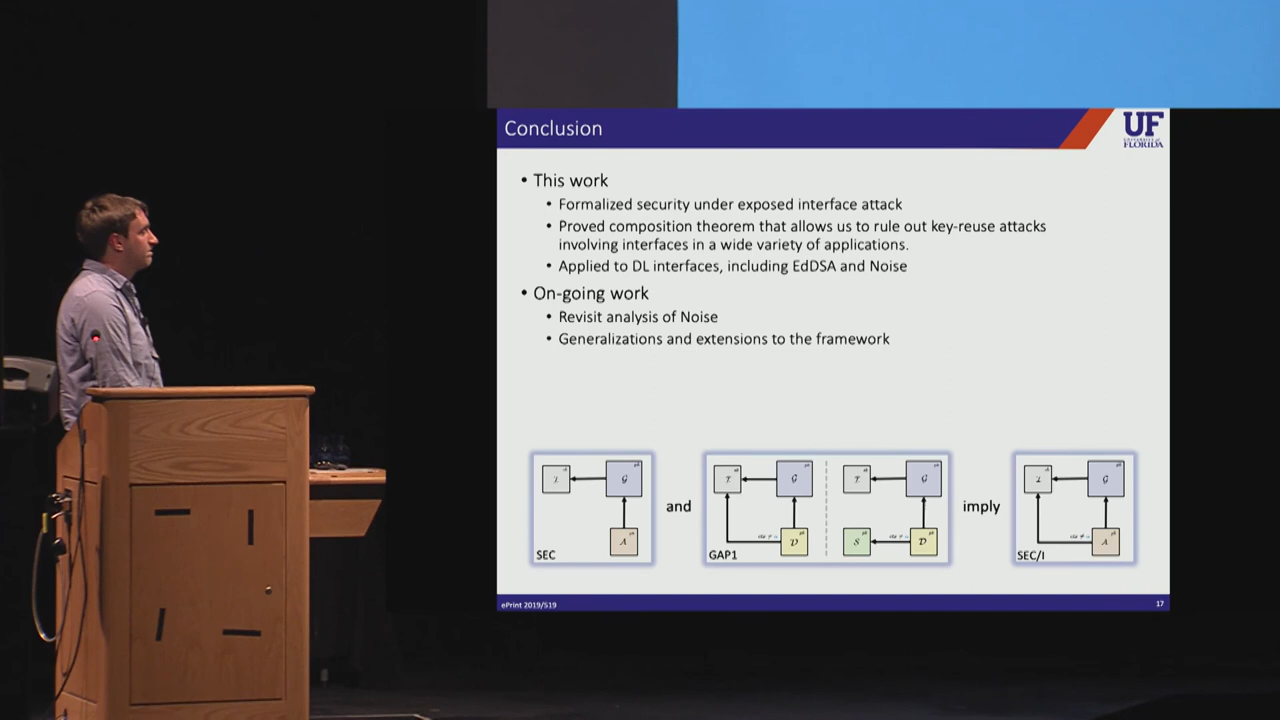 Conclusion
UF
UNIVERSITY of
FLORIDA
• This work
• Formalized security under exposed interface attack
• Proved composition theorem that allows us to rule out key-reuse attacks
involving interfaces in a wide variety of applications.
• Applied to DL interfaces, including EdDSA and Noise
• On-going work
• Revisit analysis of Noise
• Generalizations and extensions to the framework
I G
A
SEC
and
I G I G
D S D
GAP1
imply
I G
A
SEC/I
ePrint 2019/519
17